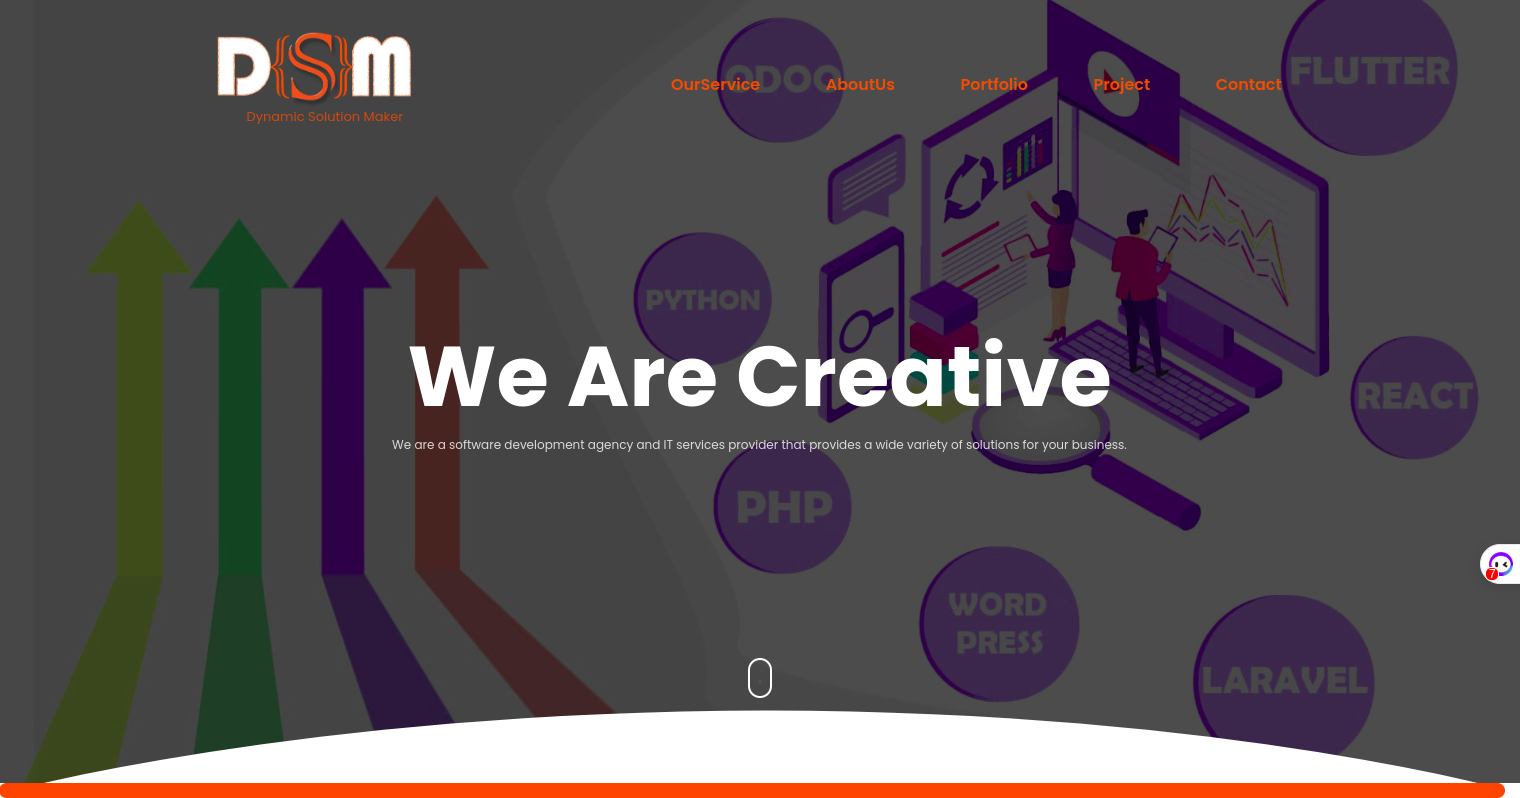 D{S}M
Dynamic Solution Maker
OurService
AboutUs
Portfolio
Project
Contact
ODOO
FLUTTER
PYTHON
We Are Creative
REACT
We are a software development agency and IT services provider that provides a wide variety of solutions for your business.
PHP
WORD
PRESS
LARAVEL
7